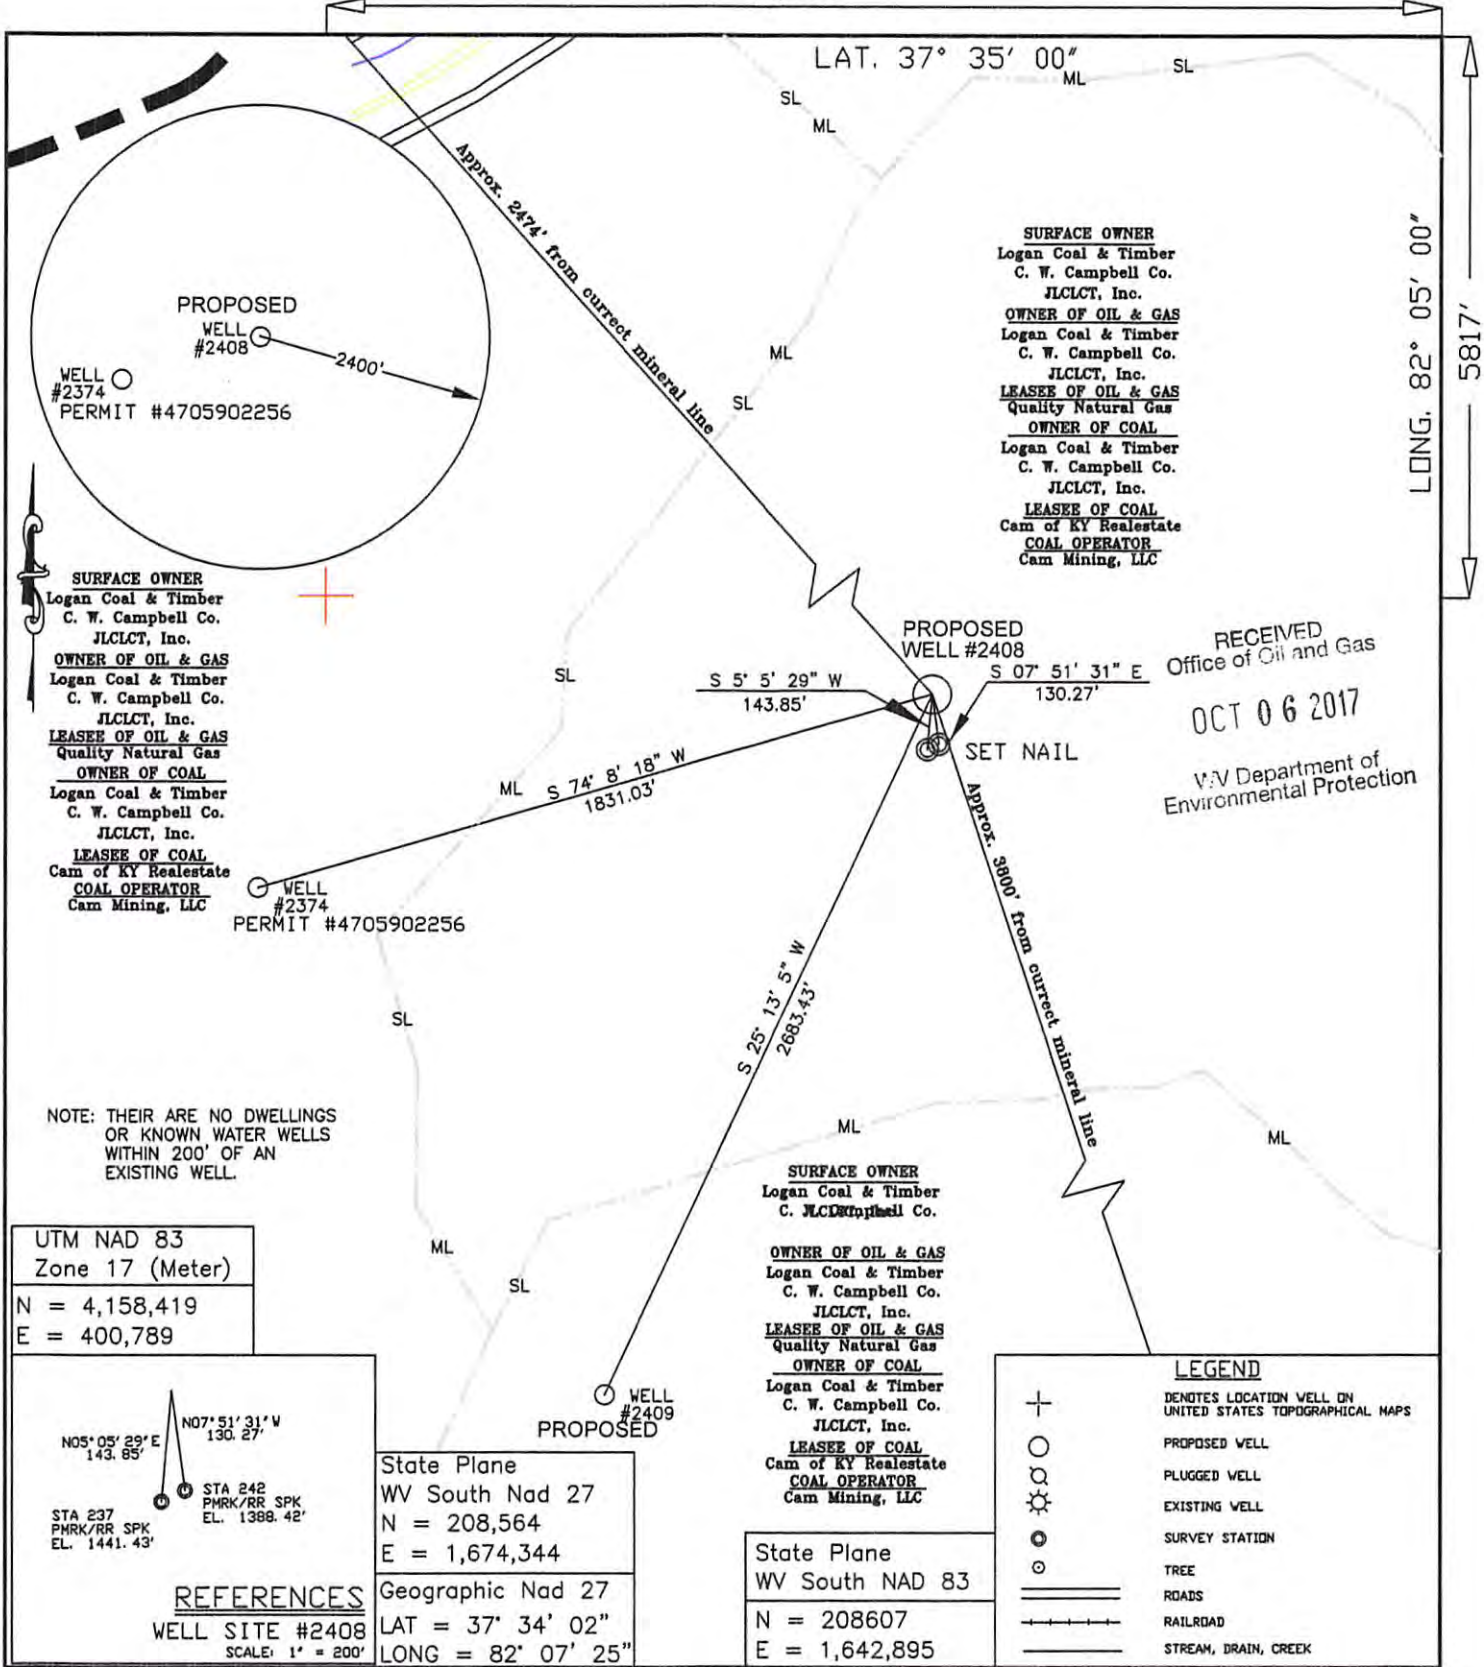 LAT. 37° 35' 00"
SL
ML
SL
ML
LONG. 82° 05' 00"
5817'
Approx. 2474' from currect mineral line
PROPOSED
WELL
#2408
2400'
WELL
#2374
PERMIT #4705902256
ML
SL
SURFACE OWNER
Logan Coal & Timber
C. W. Campbell Co.
JLCLCT, Inc.
OWNER OF OIL & GAS
Logan Coal & Timber
C. W. Campbell Co.
JLCLCT, Inc.
LEASEE OF OIL & GAS
Quality Natural Gas
OWNER OF COAL
Logan Coal & Timber
C. W. Campbell Co.
JLCLCT, Inc.
LEASEE OF COAL
Cam of KY Realestate
COAL OPERATOR
Cam Mining, LLC
SURFACE OWNER
Logan Coal & Timber
C. W. Campbell Co.
JLCLCT, Inc.
OWNER OF OIL & GAS
Logan Coal & Timber
C. W. Campbell Co.
JLCLCT, Inc.
LEASEE OF OIL & GAS
Quality Natural Gas
OWNER OF COAL
Logan Coal & Timber
C. W. Campbell Co.
JLCLCT, Inc.
LEASEE OF COAL
Cam of KY Realestate
COAL OPERATOR
Cam Mining, LLC
PROPOSED
WELL #2408
S 5° 5' 29" W
143.85'
S 07° 51' 31" E
130.27'
SET NAIL
RECEIVED
Office of Oil and Gas
OCT 06 2017
WV Department of
Environmental Protection
SL
ML
S 74° 8' 18" W
1831.03'
WELL
#2374
PERMIT #4705902256
Approx. 3800' from currect mineral line
S 25° 13' 5" W
2683.43'
SL
NOTE: THEIR ARE NO DWELLINGS
OR KNOWN WATER WELLS
WITHIN 200' OF AN
EXISTING WELL.
ML
ML
ML
SL
SURFACE OWNER
Logan Coal & Timber
OWNER OF OIL & GAS
Logan Coal & Timber
C. W. Campbell Co.
JLCLCT, Inc.
LEASEE OF OIL & GAS
Quality Natural Gas
OWNER OF COAL
Logan Coal & Timber
C. W. Campbell Co.
JLCLCT, Inc.
LEASEE OF COAL
Cam of KY Realestate
COAL OPERATOR
Cam Mining, LLC
UTM NAD 83
Zone 17 (Meter)
N = 4,158,419
E = 400,789
WELL
#2409
PROPOSED
N05°05'29"E
143.85'
N07°51'31"W
130.27'
STA 237
PMRK/RR SPK
EL. 1441.43'
STA 242
PMRK/RR SPK
EL. 1388.42'
REFERENCES
WELL SITE #2408
SCALE: 1" = 200'
State Plane
WV South Nad 27
N = 208,564
E = 1,674,344
Geographic Nad 27
LAT = 37° 34' 02"
LONG = 82° 07' 25"
State Plane
WV South NAD 83
N = 208607
E = 1,642,895
LEGEND
DENOTES LOCATION WELL ON
UNITED STATES TOPOGRAPHICAL MAPS
PROPOSED WELL
PLUGGED WELL
EXISTING WELL
SURVEY STATION
TREE
ROADS
RAILROAD
STREAM, DRAIN, CREEK